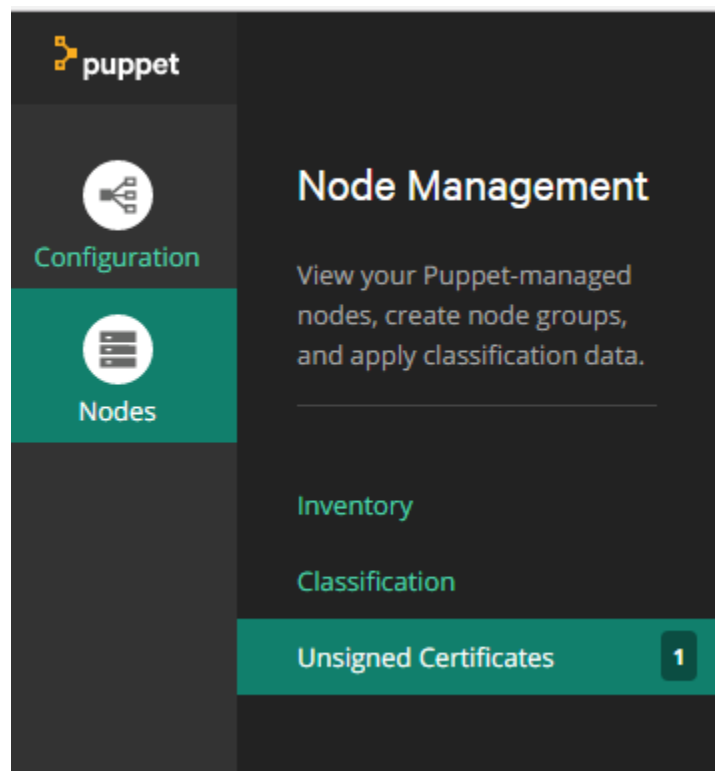 puppet
Configuration
Nodes
Node Management
View your Puppet-managed
nodes, create node groups,
and apply classification data.
Inventory
Classification
Unsigned Certificates 1